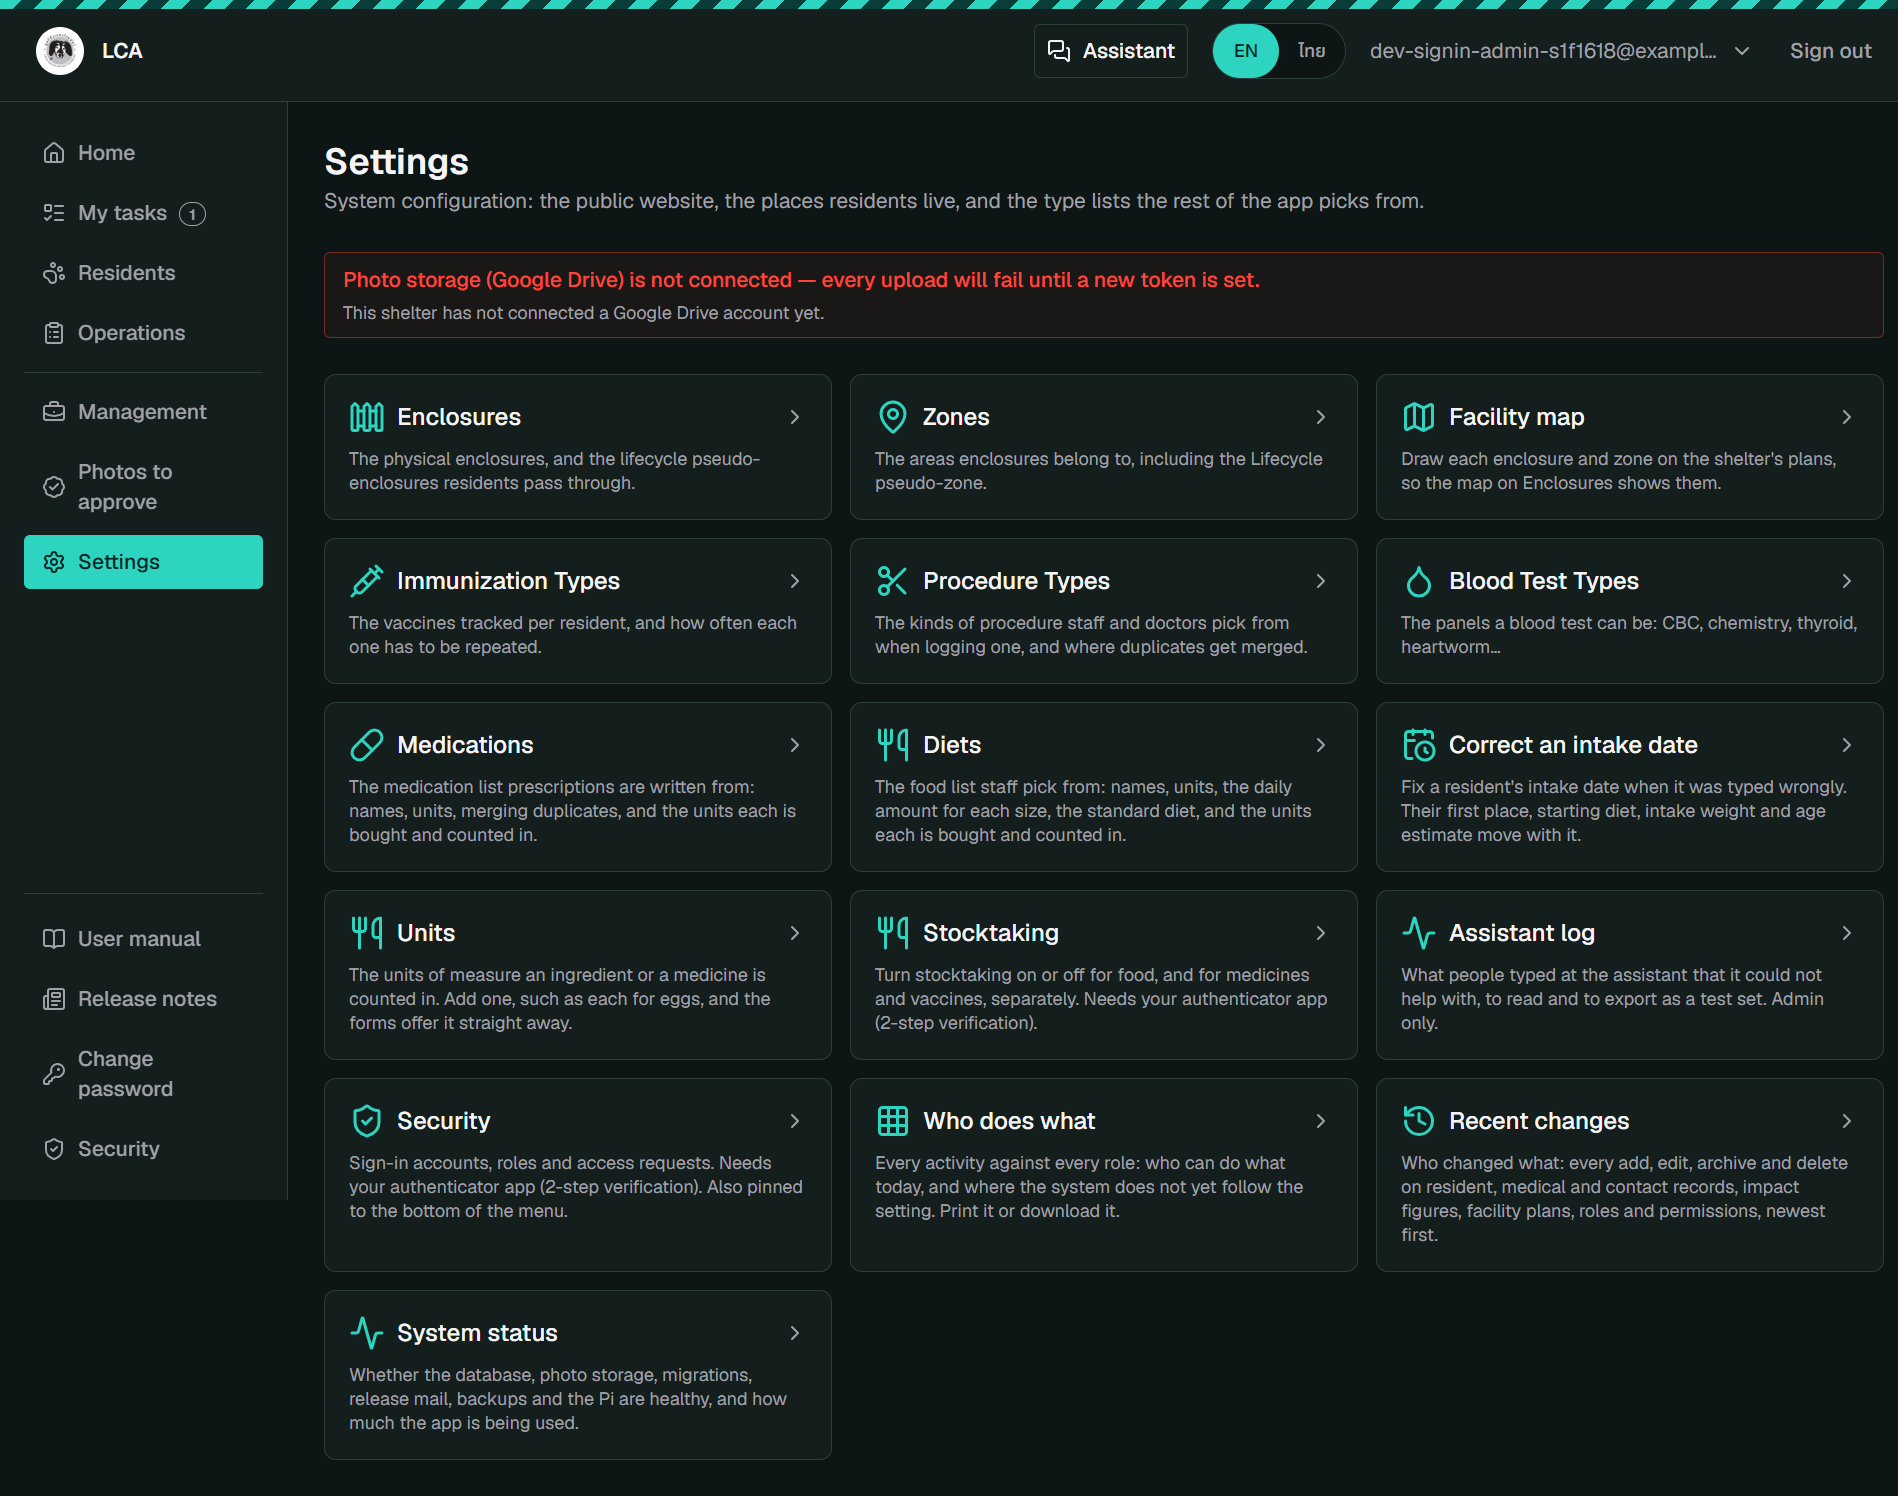 LCA
Assistant
EN
ไทย
dev-signin-admin-s1f1618@exampl...
Sign out
Home
My tasks 1
Residents
Operations
Management
Photos to
approve
Settings
User manual
Release notes
Change
password
Security
Settings
System configuration: the public website, the places residents live, and the type lists the rest of the app picks from.
Photo storage (Google Drive) is not connected — every upload will fail until a new token is set.
This shelter has not connected a Google Drive account yet.
Enclosures
The physical enclosures, and the lifecycle pseudo-
enclosures residents pass through.
Zones
The areas enclosures belong to, including the Lifecycle
pseudo-zone.
Facility map
Draw each enclosure and zone on the shelter's plans,
so the map on Enclosures shows them.
Immunization Types
The vaccines tracked per resident, and how often each
one has to be repeated.
Procedure Types
The kinds of procedure staff and doctors pick from
when logging one, and where duplicates get merged.
Blood Test Types
The panels a blood test can be: CBC, chemistry, thyroid,
heartworm...
Medications
The medication list prescriptions are written from:
names, units, merging duplicates, and the units each is
bought and counted in.
Diets
The food list staff pick from: names, units, the daily
amount for each size, the standard diet, and the units
each is bought and counted in.
Correct an intake date
Fix a resident's intake date when it was typed wrongly.
Their first place, starting diet, intake weight and age
estimate move with it.
Units
The units of measure an ingredient or a medicine is
counted in. Add one, such as each for eggs, and the
forms offer it straight away.
Stocktaking
Turn stocktaking on or off for food, and for medicines
and vaccines, separately. Needs your authenticator app
(2-step verification).
Assistant log
What people typed at the assistant that it could not
help with, to read and to export as a test set. Admin
only.
Security
Sign-in accounts, roles and access requests. Needs
your authenticator app (2-step verification). Also pinned
to the bottom of the menu.
Who does what
Every activity against every role: who can do what
today, and where the system does not yet follow the
setting. Print it or download it.
Recent changes
Who changed what: every add, edit, archive and delete
on resident, medical and contact records, impact
figures, facility plans, roles and permissions, newest
first.
System status
Whether the database, photo storage, migrations,
release mail, backups and the Pi are healthy, and how
much the app is being used.